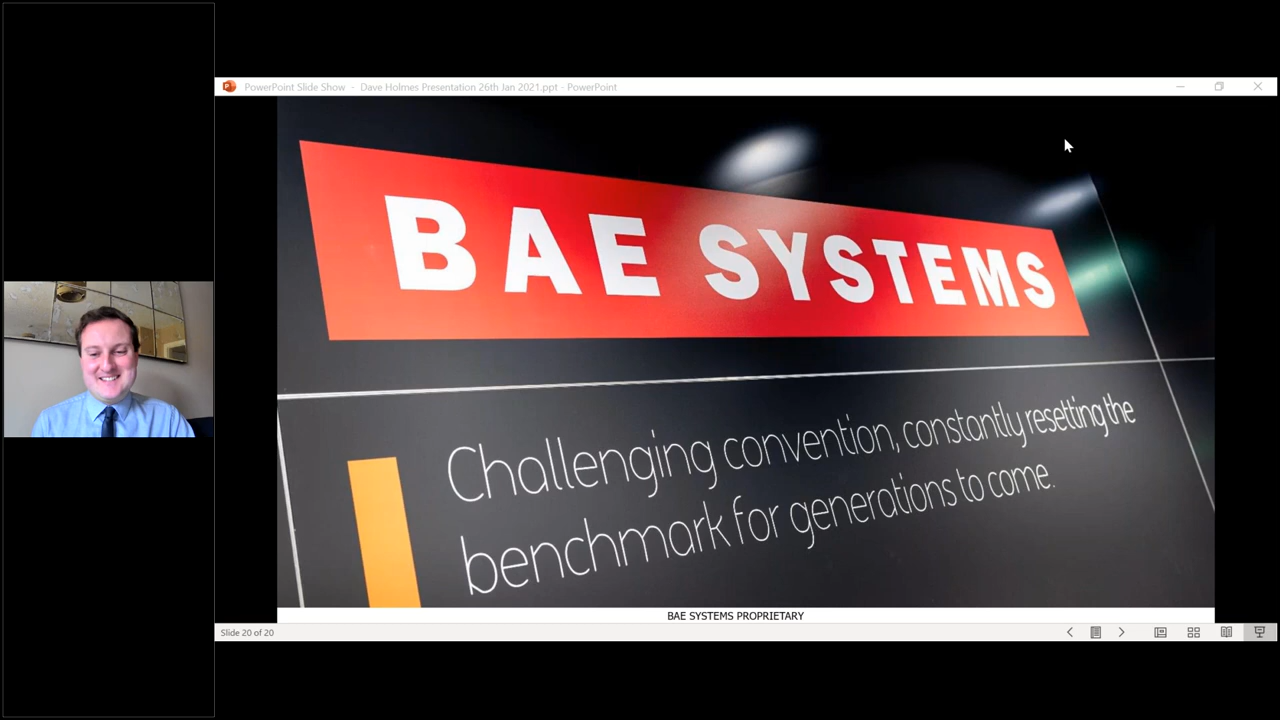 PowerPoint Slide Show - Dave Holmes Presentation 26th Jan 2021.ppt - PowerPoint
BAE SYSTEMS
Challenging convention, constantly resetting the
benchmark for generations to come.
BAE SYSTEMS PROPRIETARY
Slide 20 of 20